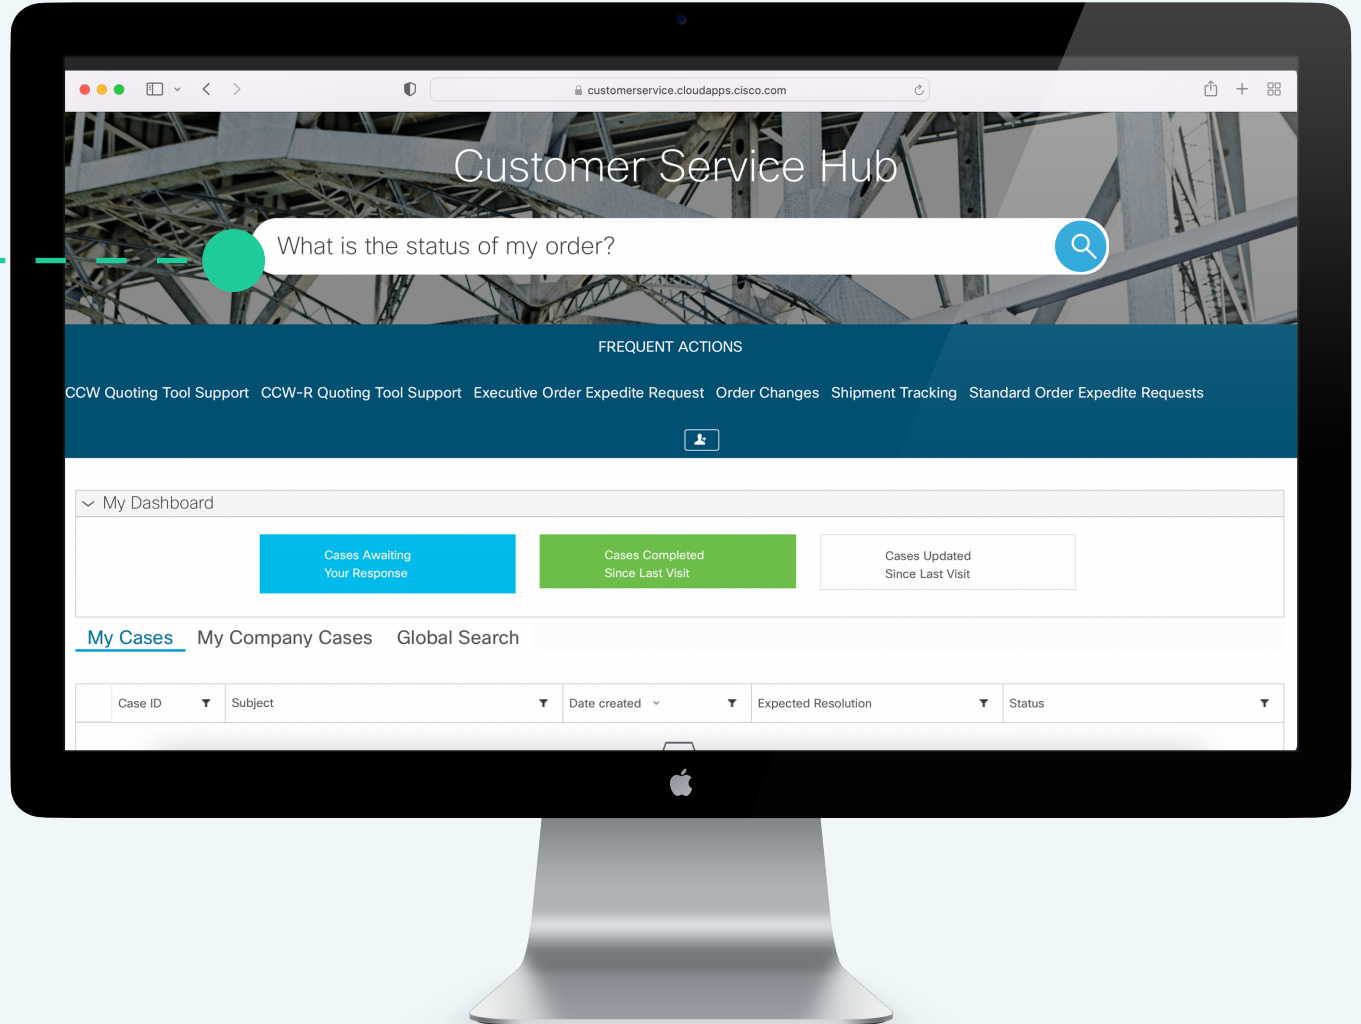 customerservice.cloudapps.cisco.com
Customer Service Hub
What is the status of my order?
FREQUENT ACTIONS
CCW Quoting Tool Support CCW-R Quoting Tool Support Executive Order Expedite Request Order Changes Shipment Tracking Standard Order Expedite Requests
My Dashboard
Cases Awaiting
Your Response
Cases Completed
Since Last Visit
Cases Updated
Since Last Visit
My Cases My Company Cases Global Search
Case ID Subject Date created Expected Resolution Status